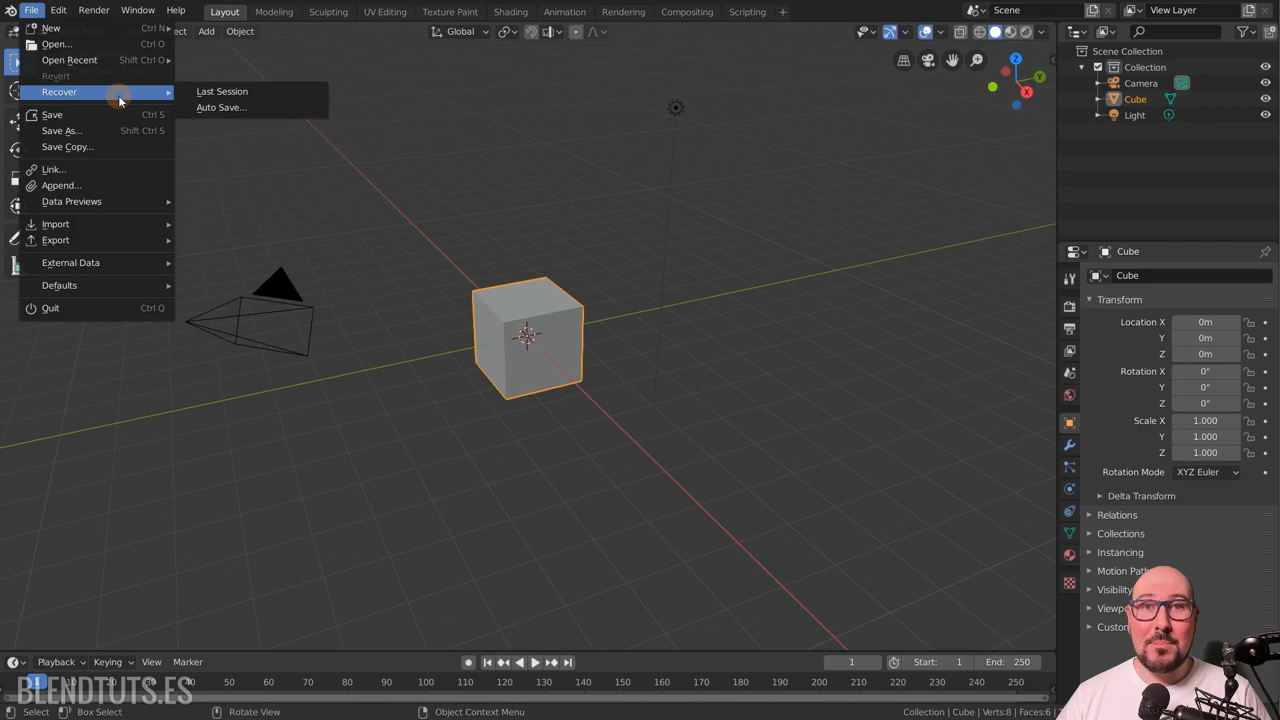 File Edit Render Window Help
Layout Modeling Sculpting UV Editing Texture Paint Shading Animation Rendering Compositing Scripting +
Scene
View Layer
New Ctrl N
Open... Ctrl O
Open Recent Shift Ctrl O
Revert
Recover
Last Session
Auto Save...
Save Ctrl S
Save As... Shift Ctrl S
Save Copy...
Link...
Append...
Data Previews
Import
Export
External Data
Defaults
Quit Ctrl Q
Add Object
Global
X
Y
Scene Collection
Collection
Camera
Cube
Light
Cube
Cube
Transform
Location X 0m
Y 0m
Z 0m
Rotation X 0°
Y 0°
Z 0°
Scale X 1.000
Y 1.000
Z 1.000
Rotation Mode XYZ Euler
Delta Transform
Relations
Collections
Instancing
Playback Keying View Marker
1 Start: 1 End: 250
1 10 20 30 40 50 60 70 80 90 100 110 120 130 140 150 160 170 180 190 200 210 220 230 240 250
BLENDTUTS.ES
Select Box Select Rotate View Object Context Menu
Collection | Cube | Verts:8 | Faces:6 |